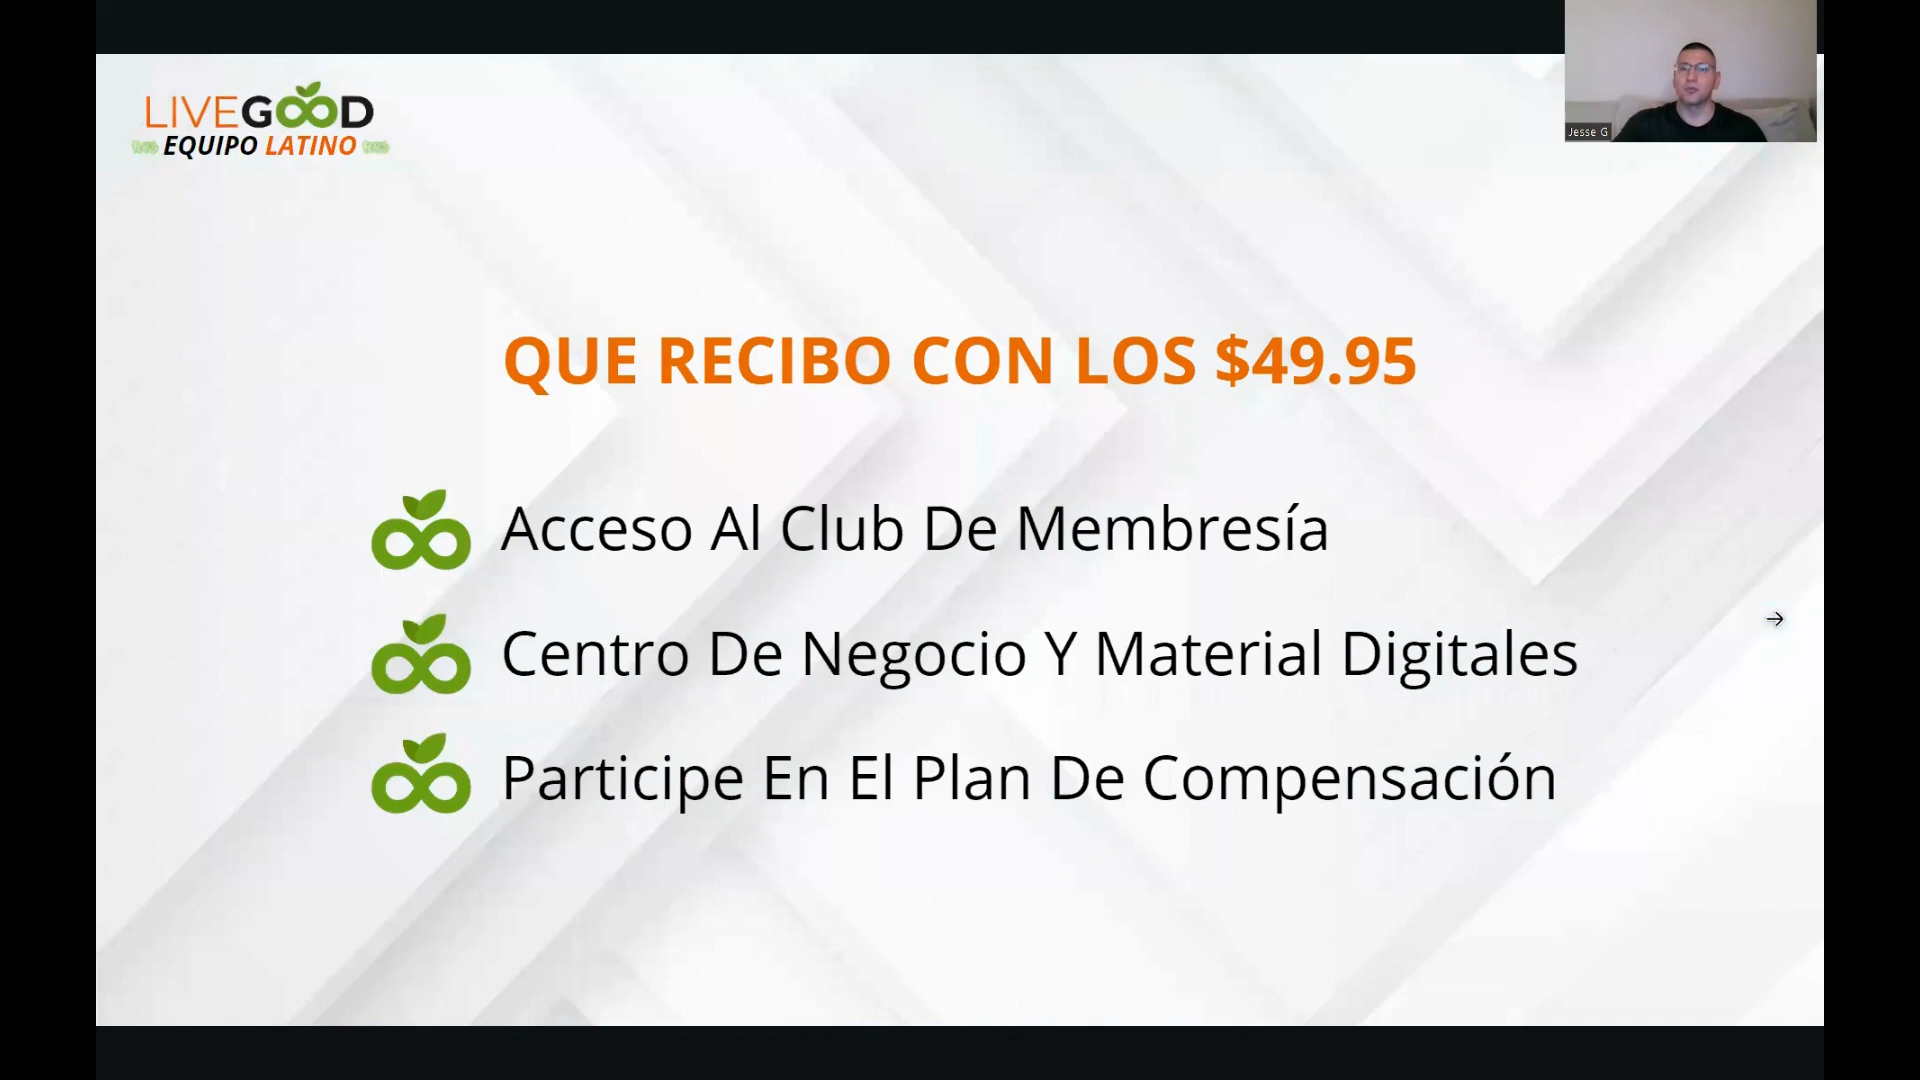 LIVEGOOD
EQUIPO LATINO
Jesse G
QUE RECIBO CON LOS $49.95
Acceso Al Club De Membresía
Centro De Negocio Y Material Digitales
Participe En El Plan De Compensación